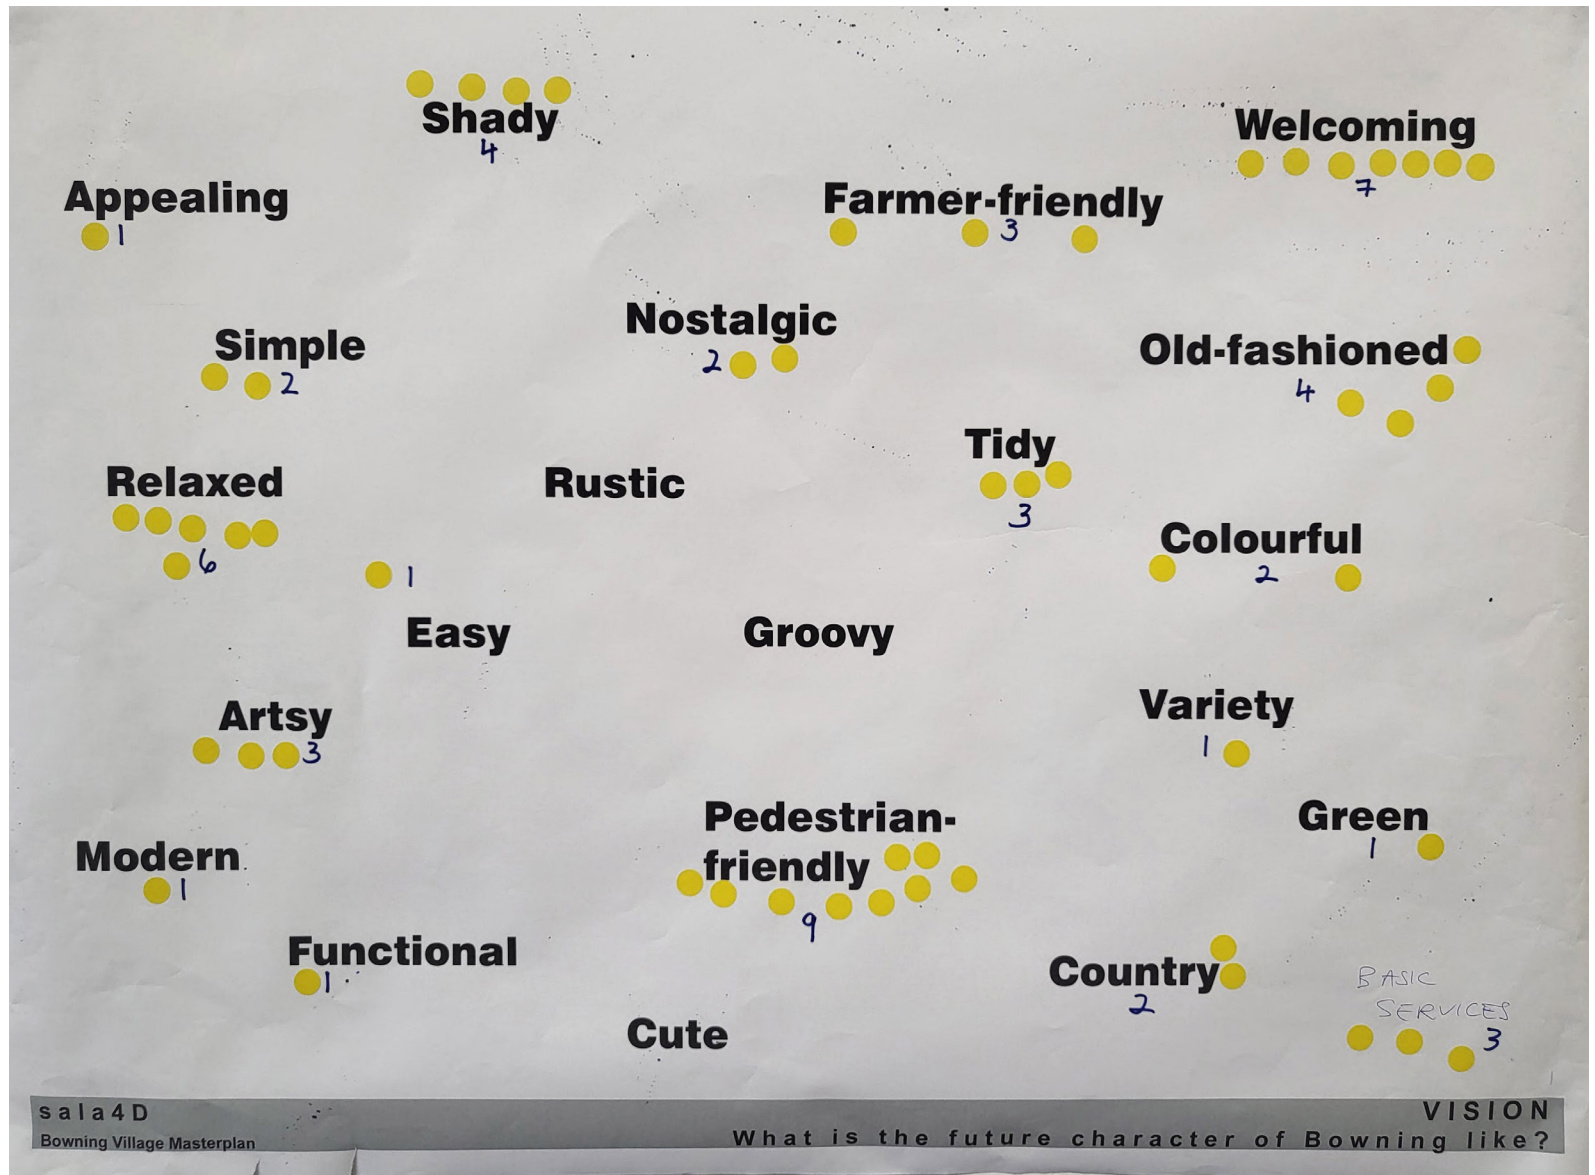 Shady
4
Welcoming
7
Appealing
1
Farmer-friendly
3
Nostalgic
2
Simple
2
Old-fashioned
4
Tidy
3
Relaxed
6
Rustic
Colourful
2
1
Easy
Groovy
Artsy
3
Variety
1
Pedestrian-
friendly
9
Green
1
Modern
1
Functional
1
Country
2
BASIC
SERVICES
3
Cute
sala4D
Bowning Village Masterplan
VISION
What is the future character of Bowning like?